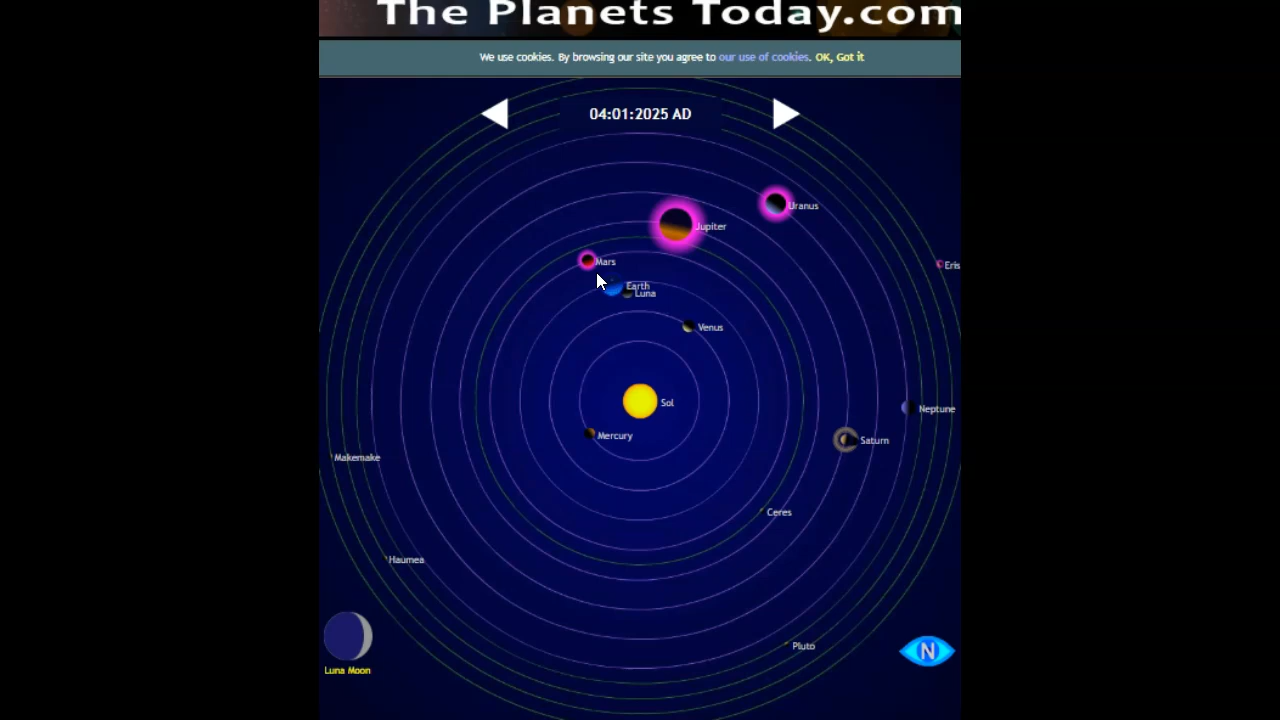 The Planets Today.com
We use cookies. By browsing our site you agree to our use of cookies. OK, Got it
04:01:2025 AD
Uranus
Jupiter
Mars
Eris
Earth
Luna
Venus
Sol
Neptune
Mercury
Saturn
Makemake
Ceres
Haumea
Pluto
N
Luna Moon